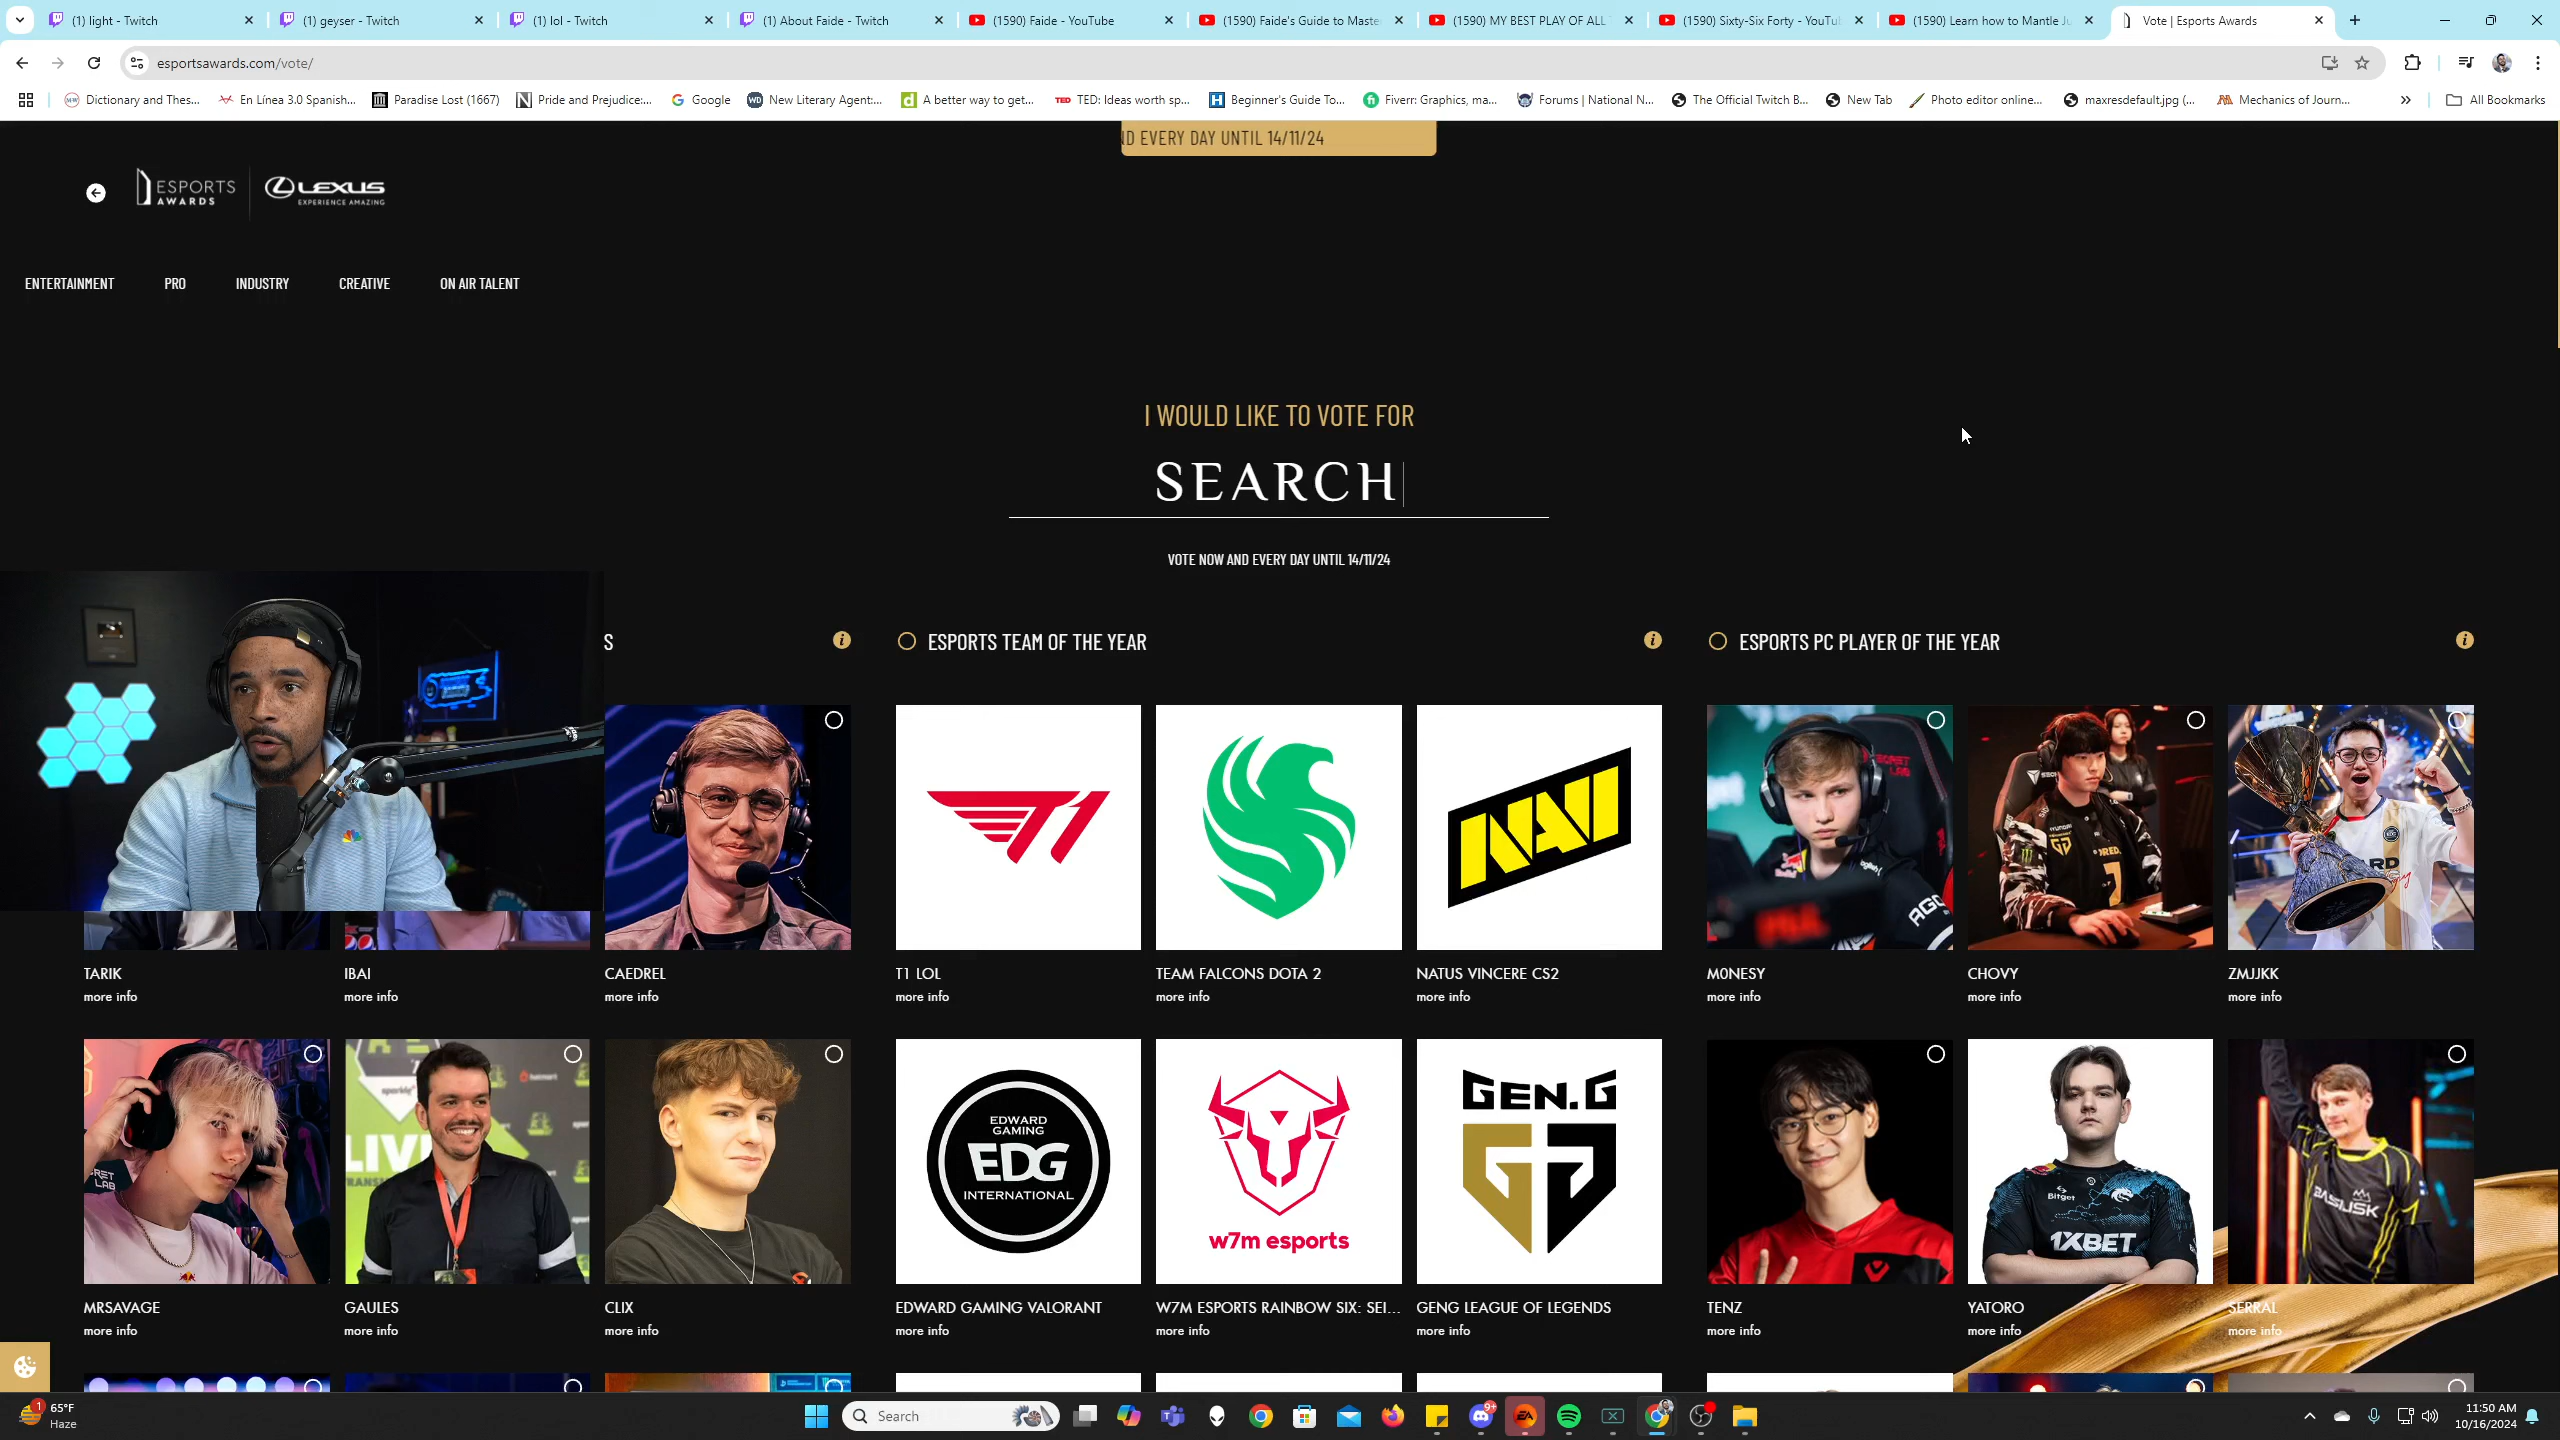 (1) light - Twitch
(1) geyser - Twitch
(1) lol - Twitch
(1) About Faide - Twitch
(1590) Faide - YouTube
(1590) Faide's Guide to Maste
(1590) MY BEST PLAY OF ALL
(1590) Sixty-Six Forty - YouTu
(1590) Learn how to Mantle Ju
Vote | Esports Awards
esportsawards.com/vote/
Dictionary and Thes...
En Línea 3.0 Spanish...
Paradise Lost (1667)
Pride and Prejudice:...
Google
New Literary Agent:...
A better way to get...
TED: Ideas worth sp...
Beginner's Guide To...
Fiverr: Graphics, ma...
Forums | National N...
The Official Twitch B...
New Tab
Photo editor online...
maxresdefault.jpg (...
Mechanics of Journ...
All Bookmarks
ND EVERY DAY UNTIL 14/11/24
ESPORTS
AWARDS
LEXUS
EXPERIENCE AMAZING
ENTERTAINMENT
PRO
INDUSTRY
CREATIVE
ON AIR TALENT
I WOULD LIKE TO VOTE FOR
SEARCH
VOTE NOW AND EVERY DAY UNTIL 14/11/24
S
ESPORTS TEAM OF THE YEAR
ESPORTS PC PLAYER OF THE YEAR
T1
NAVI
TARIK
more info
IBAI
more info
CAEDREL
more info
T1 LOL
more info
TEAM FALCONS DOTA 2
more info
NATUS VINCERE CS2
more info
M0NESY
more info
CHOVY
more info
ZMJJKK
more info
EDWARD
GAMING
EDG
INTERNATIONAL
w7m esports
GEN.G
1XBET
Bitget
BASILISK
MRSAVAGE
more info
GAULES
more info
CLIX
more info
EDWARD GAMING VALORANT
more info
W7M ESPORTS RAINBOW SIX: SEI...
more info
GENG LEAGUE OF LEGENDS
more info
TENZ
more info
YATORO
more info
SERRAL
more info
1
65°F
Haze
Search
9+
11:50 AM
10/16/2024